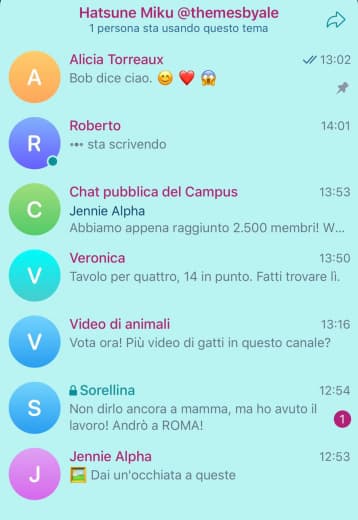 Hatsune Miku @themesbyale
1 persona sta usando questo tema
A
Alicia Torreaux
13:02
Bob dice ciao. 😊 ❤️ 😱
R
Roberto
14:01
••• sta scrivendo
C
Chat pubblica del Campus
13:53
Jennie Alpha
Abbiamo appena raggiunto 2.500 membri! W...
V
Veronica
13:50
Tavolo per quattro, 14 in punto. Fatti trovare lì.
V
Video di animali
13:16
Vota ora! Più video di gatti in questo canale?
S
Sorellina
12:54
Non dirlo ancora a mamma, ma ho avuto il
lavoro! Andrò a ROMA!
1
J
Jennie Alpha
12:53
🖼️ Dai un'occhiata a queste